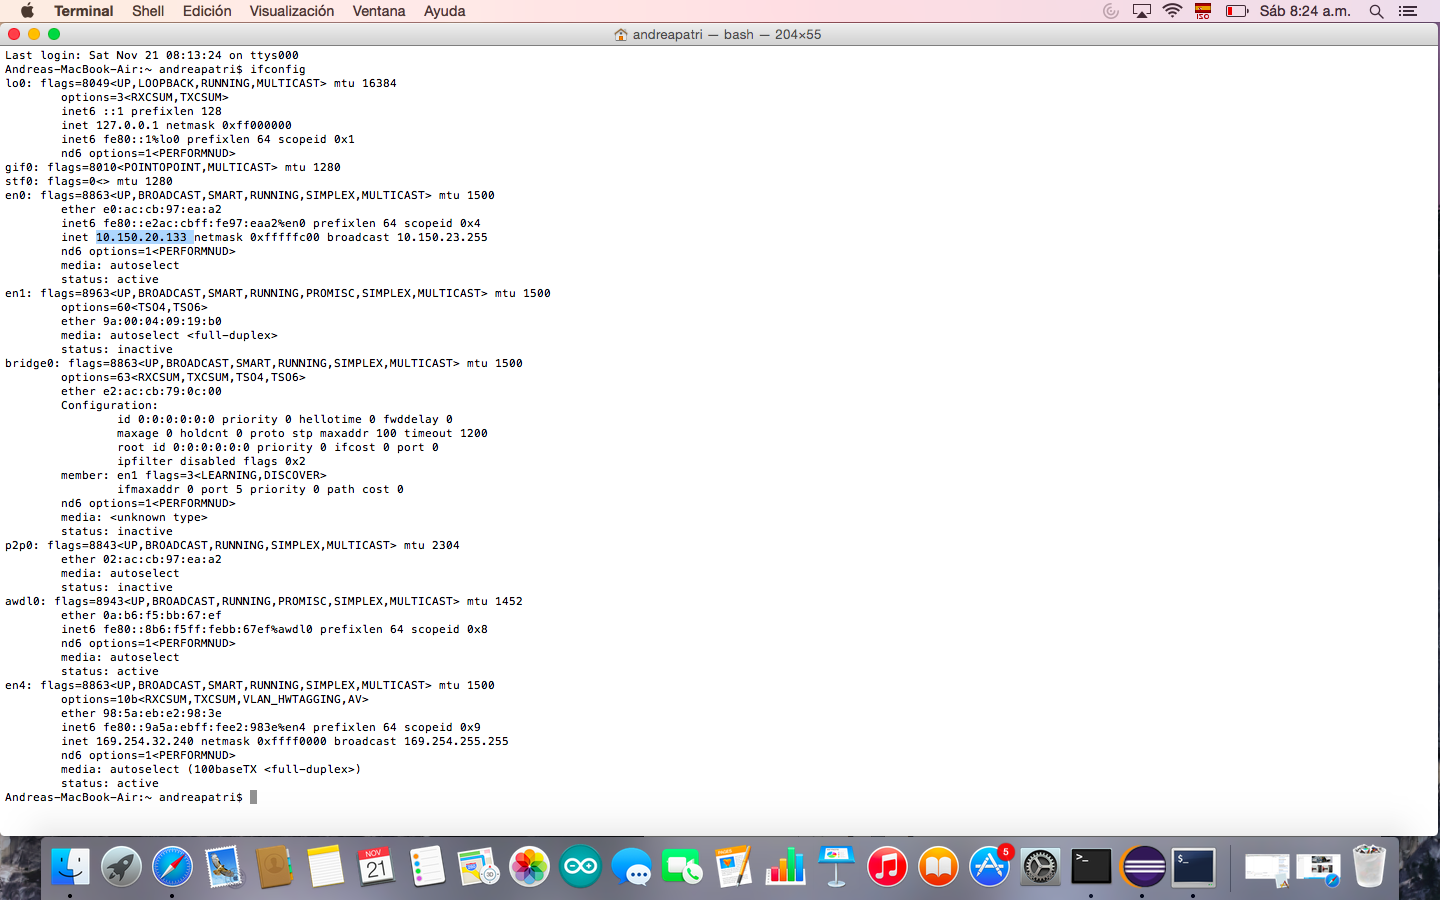 Terminal Shell Edición Visualización Ventana Ayuda ISO Sáb 8:24 a.m.
andreapatri — bash — 204×55
Last login: Sat Nov 21 08:13:24 on ttys000
Andreas-MacBook-Air:~ andreapatri$ ifconfig
lo0: flags=8049<UP,LOOPBACK,RUNNING,MULTICAST> mtu 16384
options=3<RXCSUM,TXCSUM>
inet6 ::1 prefixlen 128
inet 127.0.0.1 netmask 0xff000000
inet6 fe80::1%lo0 prefixlen 64 scopeid 0x1
nd6 options=1<PERFORMNUD>
gif0: flags=8010<POINTOPOINT,MULTICAST> mtu 1280
stf0: flags=0<> mtu 1280
en0: flags=8863<UP,BROADCAST,SMART,RUNNING,SIMPLEX,MULTICAST> mtu 1500
ether e0:ac:cb:97:ea:a2
inet6 fe80::e2ac:cbff:fe97:eaa2%en0 prefixlen 64 scopeid 0x4
inet 10.150.20.133 netmask 0xfffffc00 broadcast 10.150.23.255
nd6 options=1<PERFORMNUD>
media: autoselect
status: active
en1: flags=8963<UP,BROADCAST,SMART,RUNNING,PROMISC,SIMPLEX,MULTICAST> mtu 1500
options=60<TSO4,TSO6>
ether 9a:00:04:09:19:b0
media: autoselect <full-duplex>
status: inactive
bridge0: flags=8863<UP,BROADCAST,SMART,RUNNING,SIMPLEX,MULTICAST> mtu 1500
options=63<RXCSUM,TXCSUM,TSO4,TSO6>
ether e2:ac:cb:79:0c:00
Configuration:
id 0:0:0:0:0:0 priority 0 hellotime 0 fwddelay 0
maxage 0 holdcnt 0 proto stp maxaddr 100 timeout 1200
root id 0:0:0:0:0:0 priority 0 ifcost 0 port 0
ipfilter disabled flags 0x2
member: en1 flags=3<LEARNING,DISCOVER>
ifmaxaddr 0 port 5 priority 0 path cost 0
nd6 options=1<PERFORMNUD>
media: <unknown type>
status: inactive
p2p0: flags=8843<UP,BROADCAST,RUNNING,SIMPLEX,MULTICAST> mtu 2304
ether 02:ac:cb:97:ea:a2
media: autoselect
status: inactive
awdl0: flags=8943<UP,BROADCAST,RUNNING,PROMISC,SIMPLEX,MULTICAST> mtu 1452
ether 0a:b6:f5:bb:67:ef
inet6 fe80::8b6:f5ff:febb:67ef%awdl0 prefixlen 64 scopeid 0x8
nd6 options=1<PERFORMNUD>
media: autoselect
status: active
en4: flags=8863<UP,BROADCAST,SMART,RUNNING,SIMPLEX,MULTICAST> mtu 1500
options=10b<RXCSUM,TXCSUM,VLAN_HWTAGGING,AV>
ether 98:5a:eb:e2:98:3e
inet6 fe80::9a5a:ebff:fee2:983e%en4 prefixlen 64 scopeid 0x9
inet 169.254.32.240 netmask 0xffff0000 broadcast 169.254.255.255
nd6 options=1<PERFORMNUD>
media: autoselect (100baseTX <full-duplex>)
status: active
Andreas-MacBook-Air:~ andreapatri$
NOV
21
5